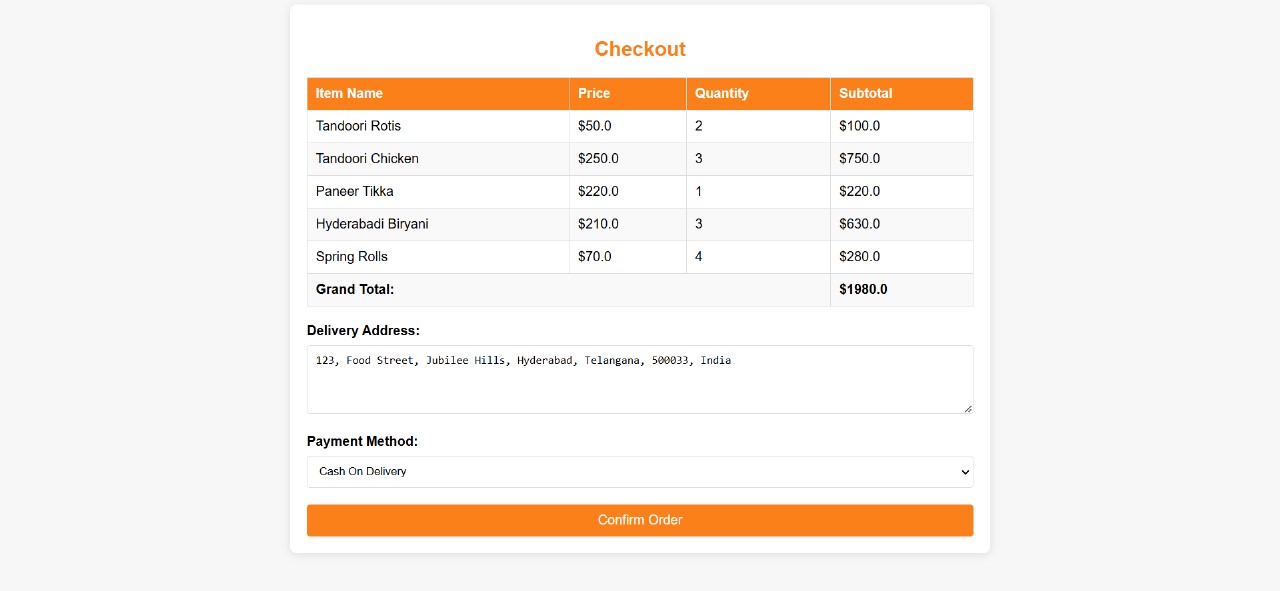 Checkout
Item Name Price Quantity Subtotal
Tandoori Rotis $50.0 2 $100.0
Tandoori Chicken $250.0 3 $750.0
Paneer Tikka $220.0 1 $220.0
Hyderabadi Biryani $210.0 3 $630.0
Spring Rolls $70.0 4 $280.0
Grand Total: $1980.0
Delivery Address:
123, Food Street, Jubilee Hills, Hyderabad, Telangana, 500033, India
Payment Method:
Cash On Delivery
Confirm Order